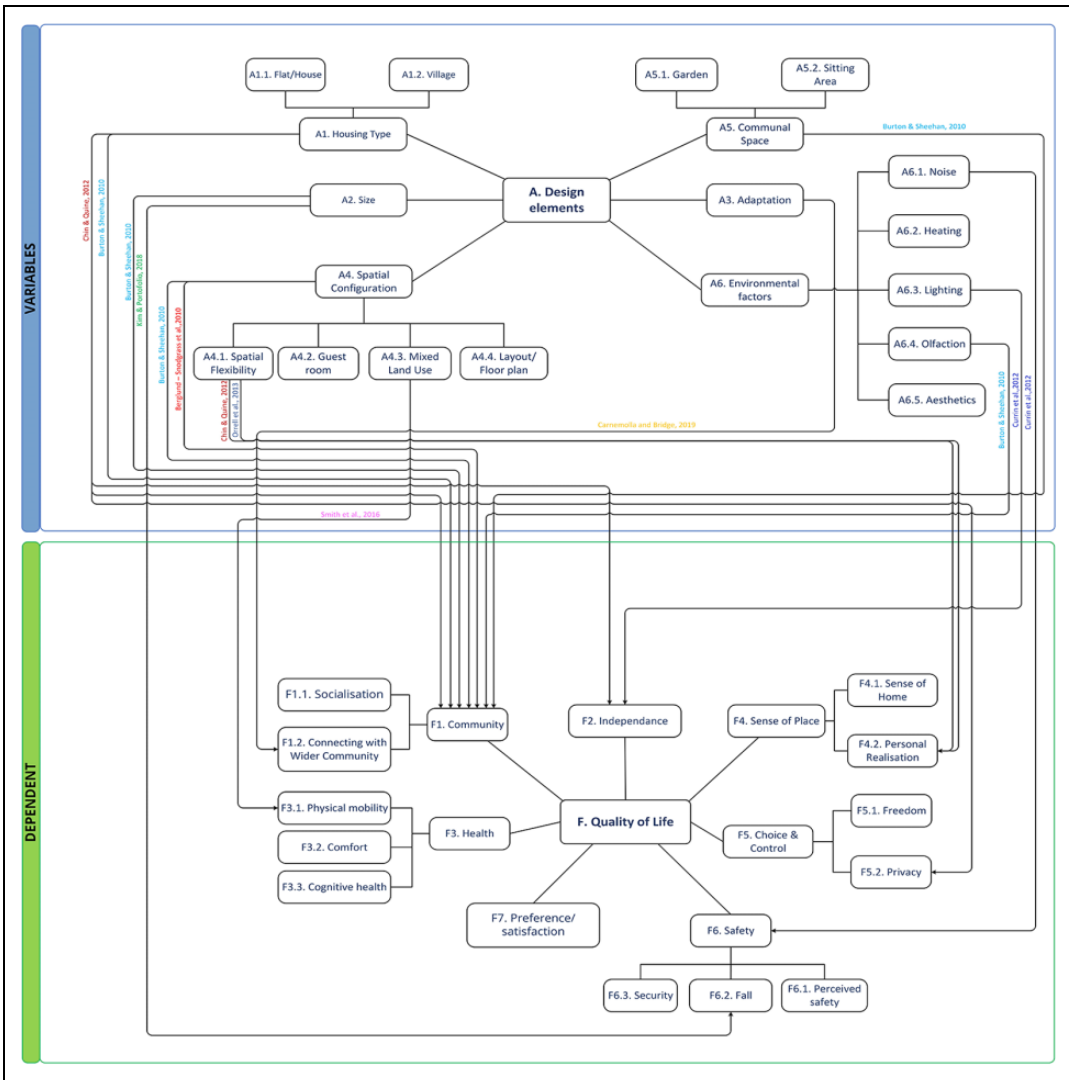 VARIABLES
A1.1. Flat/House
A1.2. Village
A5.1. Garden
A5.2. Sitting
Area
A1. Housing Type
A5. Communal
Space
Burton & Sheehan, 2010
A. Design
elements
A2. Size
A3. Adaptation
A6.1. Noise
A6.2. Heating
A4. Spatial
Configuration
A6. Environmental
factors
A6.3. Lighting
A4.1. Spatial
Flexibility
A4.2. Guest
room
A4.3. Mixed
Land Use
A4.4. Layout/
Floor plan
A6.4. Olfaction
A6.5. Aesthetics
Chin & Quine, 2012
Burton & Sheehan, 2010
Burton & Sheehan, 2010
Kim & Portofolio, 2018
Burton & Sheehan, 2010
Berglund – Snodgrass et al.,2010
Chin & Quine, 2012
Orrell et al., 2013
Carnemolla and Bridge, 2019
Burton & Sheehan, 2010
Currin et al.,2012
Currin et al.,2012
Smith et al., 2016
DEPENDENT
F1.1. Socialisation
F1. Community
F1.2. Connecting with
Wider Community
F2. Independance
F4. Sense of Place
F4.1. Sense of
Home
F4.2. Personal
Realisation
F3.1. Physical mobility
F3. Health
F3.2. Comfort
F3.3. Cognitive health
F. Quality of Life
F5. Choice &
Control
F5.1. Freedom
F5.2. Privacy
F7. Preference/
satisfaction
F6. Safety
F6.3. Security
F6.2. Fall
F6.1. Perceived
safety